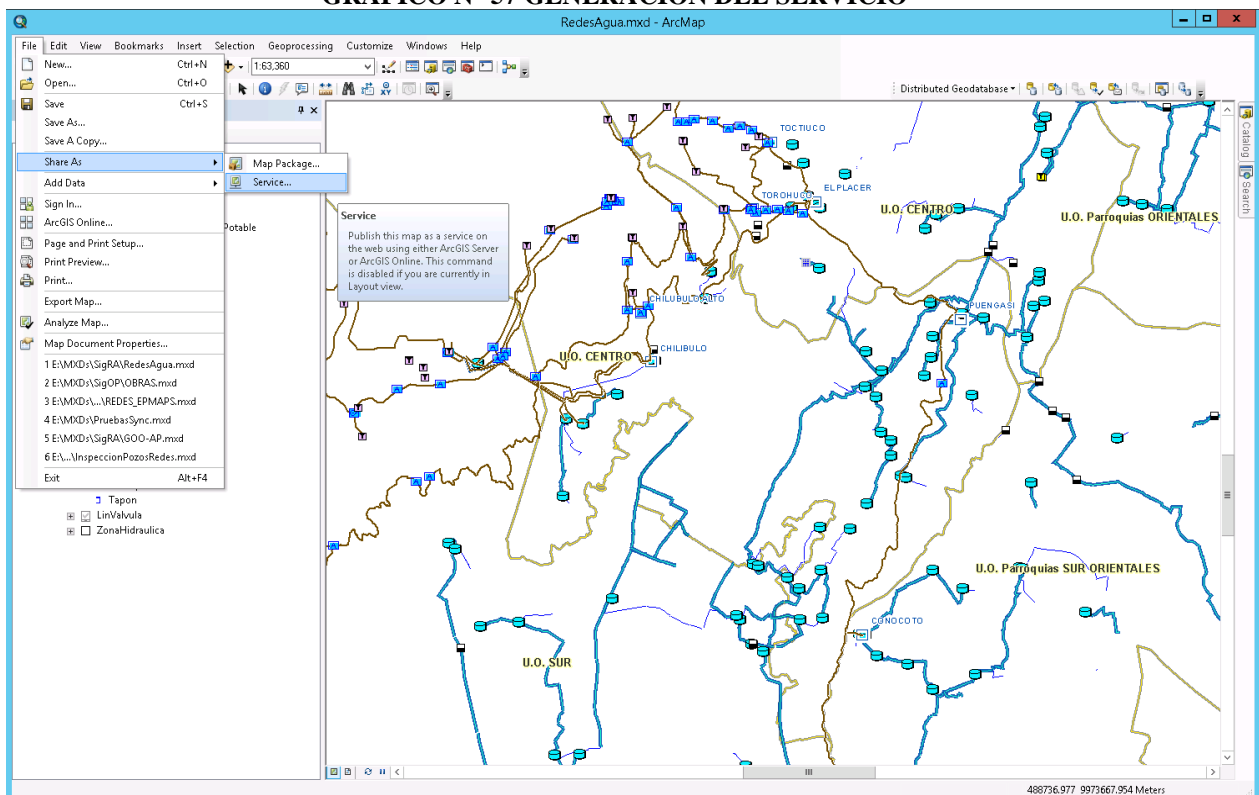 GRÁFICO N° 37 GENERACIÓN DEL SERVICIO
RedesAgua.mxd - ArcMap
File Edit View Bookmarks Insert Selection Geoprocessing Customize Windows Help
1:63,360
Distributed Geodatabase
New... Ctrl+N
Open... Ctrl+O
Save Ctrl+S
Save As...
Save A Copy...
Share As
Map Package...
Service...
Add Data
Sign In...
ArcGIS Online...
Page and Print Setup...
Print Preview...
Print...
Export Map...
Analyze Map...
Map Document Properties...
1 E:\MXDs\SigRA\RedesAgua.mxd
2 E:\MXDs\SigOP\OBRAS.mxd
3 E:\MXDs\...\REDES_EPMAPS.mxd
4 E:\MXDs\PruebasSync.mxd
5 E:\MXDs\SigRA\GOO-AP.mxd
6 E:\...\InspeccionPozosRedes.mxd
Exit Alt+F4
Potable
Service
Publish this map as a service on
the web using either ArcGIS Server
or ArcGIS Online. This command
is disabled if you are currently in
Layout view.
Tapon
LinValvula
ZonaHidraulica
TOCTIUCO
EL PLACER
TOROHUCO
U.O. CENTRO
U.O. Parroquias ORIENTALES
CHILUBULO ALTO
PUENGASI
CHILIBULO
U.O. CENTRO
U.O. Parroquias SUR ORIENTALES
CONOCOTO
U.O. SUR
Catalog
Search
488736.977 9973667.954 Meters